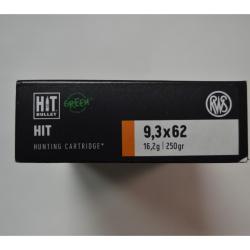 HIT
BULLET
GREEN
HIT
HUNTING CARTRIDGE*
9,3x62
16,2g | 250gr
RWS